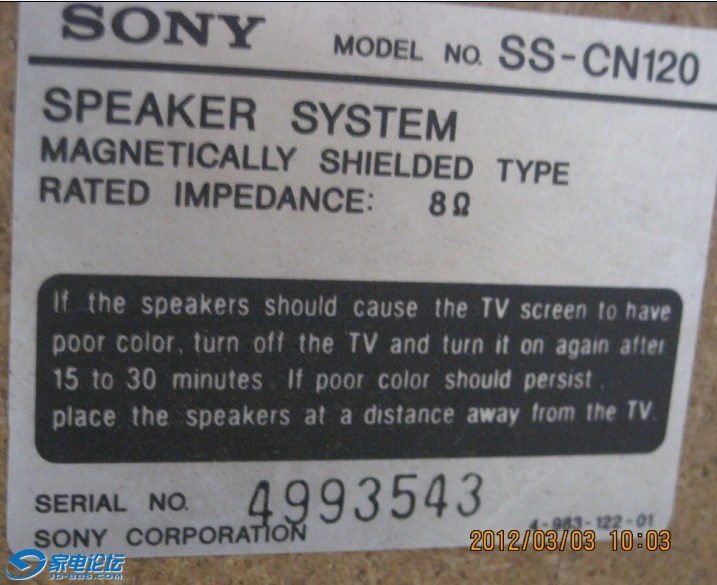 SONY MODEL NO. SS-CN120
SPEAKER SYSTEM
MAGNETICALLY SHIELDED TYPE
RATED IMPEDANCE: 8Ω
If the speakers should cause the TV screen to have
poor color, turn off the TV and turn it on again after
15 to 30 minutes. If poor color should persist,
place the speakers at a distance away from the TV.
SERIAL NO. 4993543
4-983-122-01
SONY CORPORATION
2012/03/03 10:03
家电论坛
JD-BBS.COM